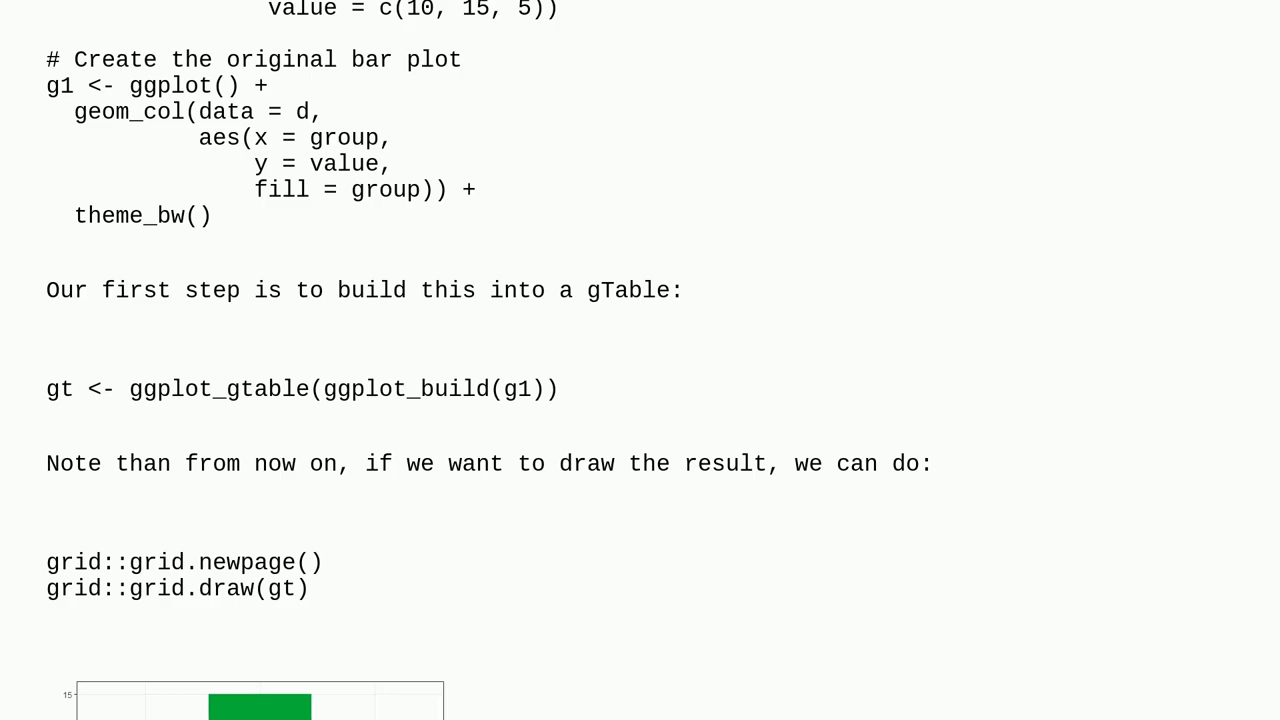 value = c(10, 15, 5))
# Create the original bar plot
g1 <- ggplot() +
geom_col(data = d,
aes(x = group,
y = value,
fill = group)) +
theme_bw()
Our first step is to build this into a gTable:
gt <- ggplot_gtable(ggplot_build(g1))
Note than from now on, if we want to draw the result, we can do:
grid::grid.newpage()
grid::grid.draw(gt)
15